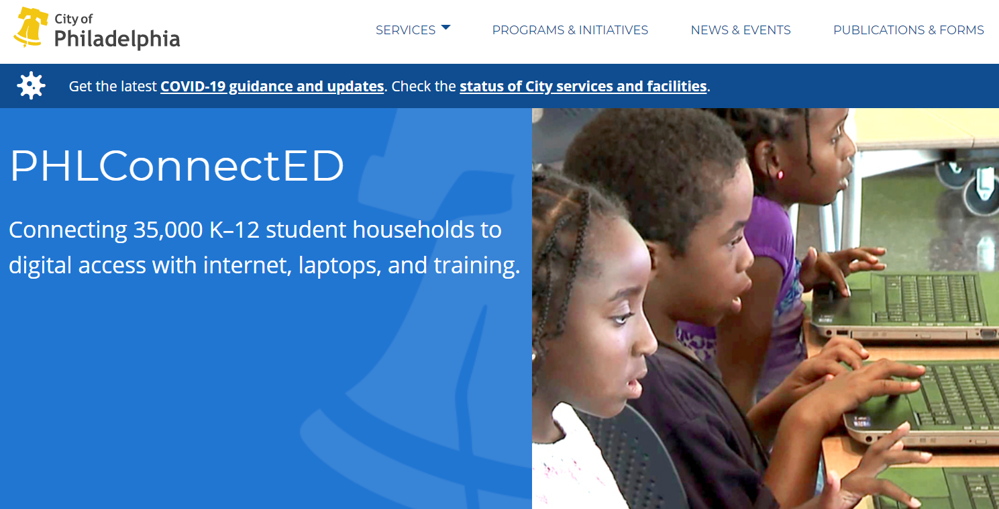 City of
Philadelphia
SERVICES
PROGRAMS & INITIATIVES
NEWS & EVENTS
PUBLICATIONS & FORMS
Get the latest COVID-19 guidance and updates. Check the status of City services and facilities.
PHLConnectED
Connecting 35,000 K–12 student households to
digital access with internet, laptops, and training.